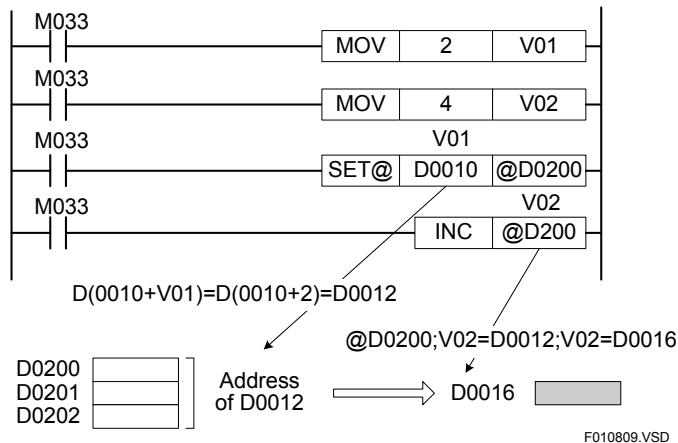 M033
MOV 2 V01
M033
MOV 4 V02
M033
V01
SET@ D0010 @D0200
M033
V02
INC @D200
D(0010+V01)=D(0010+2)=D0012
@D0200;V02=D0012;V02=D0016
D0200
D0201
D0202
Address
of D0012
D0016
F010809.VSD